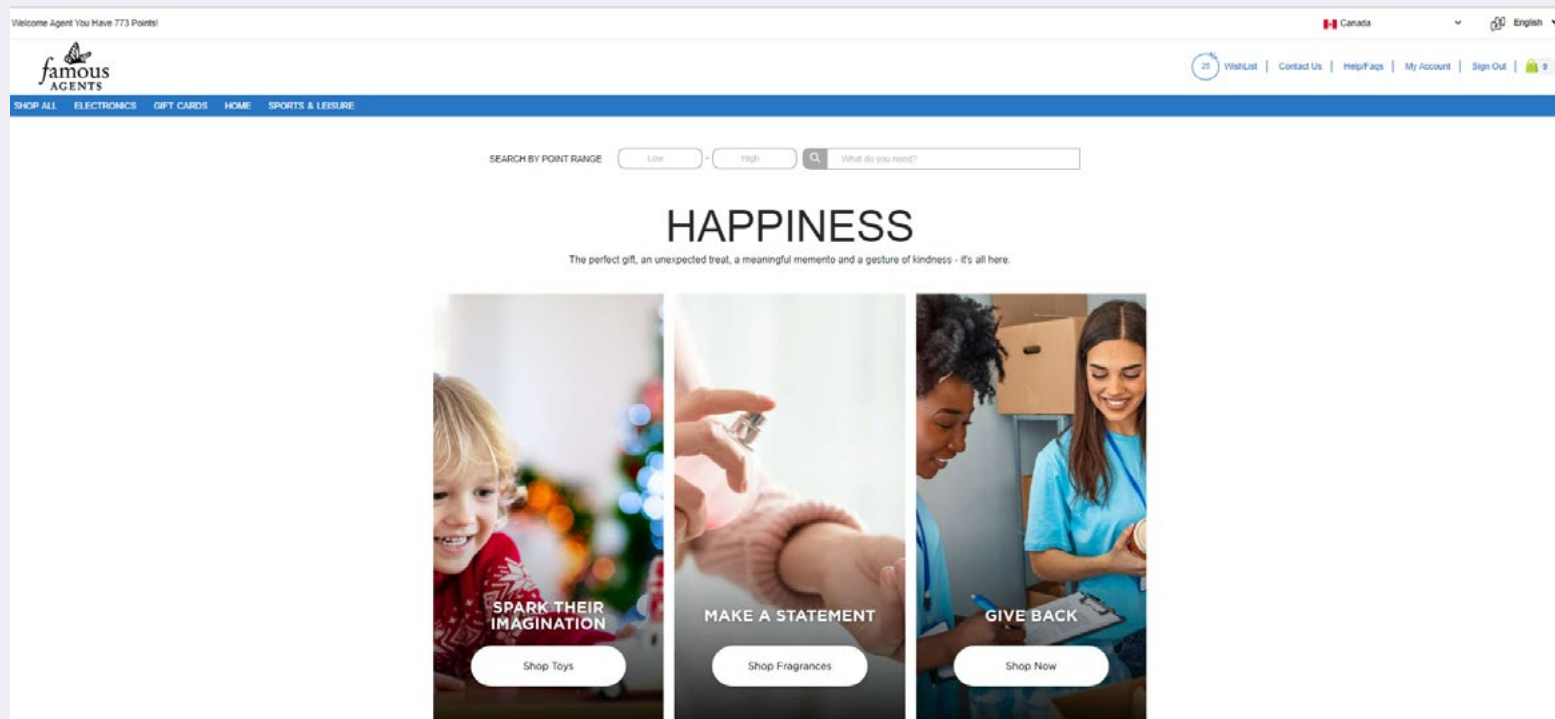 Welcome Agent You Have 773 Points!
Canada
English
famous
AGENTS
WishList | Contact Us | Help/Faqs | My Account | Sign Out | 9
SHOP ALL ELECTRONICS GIFT CARDS HOME SPORTS & LEISURE
SEARCH BY POINT RANGE Low - High What do you need?
HAPPINESS
The perfect gift, an unexpected treat, a meaningful memento and a gesture of kindness - it's all here.
SPARK THEIR
IMAGINATION
Shop Toys
MAKE A STATEMENT
Shop Fragrances
GIVE BACK
Shop Now